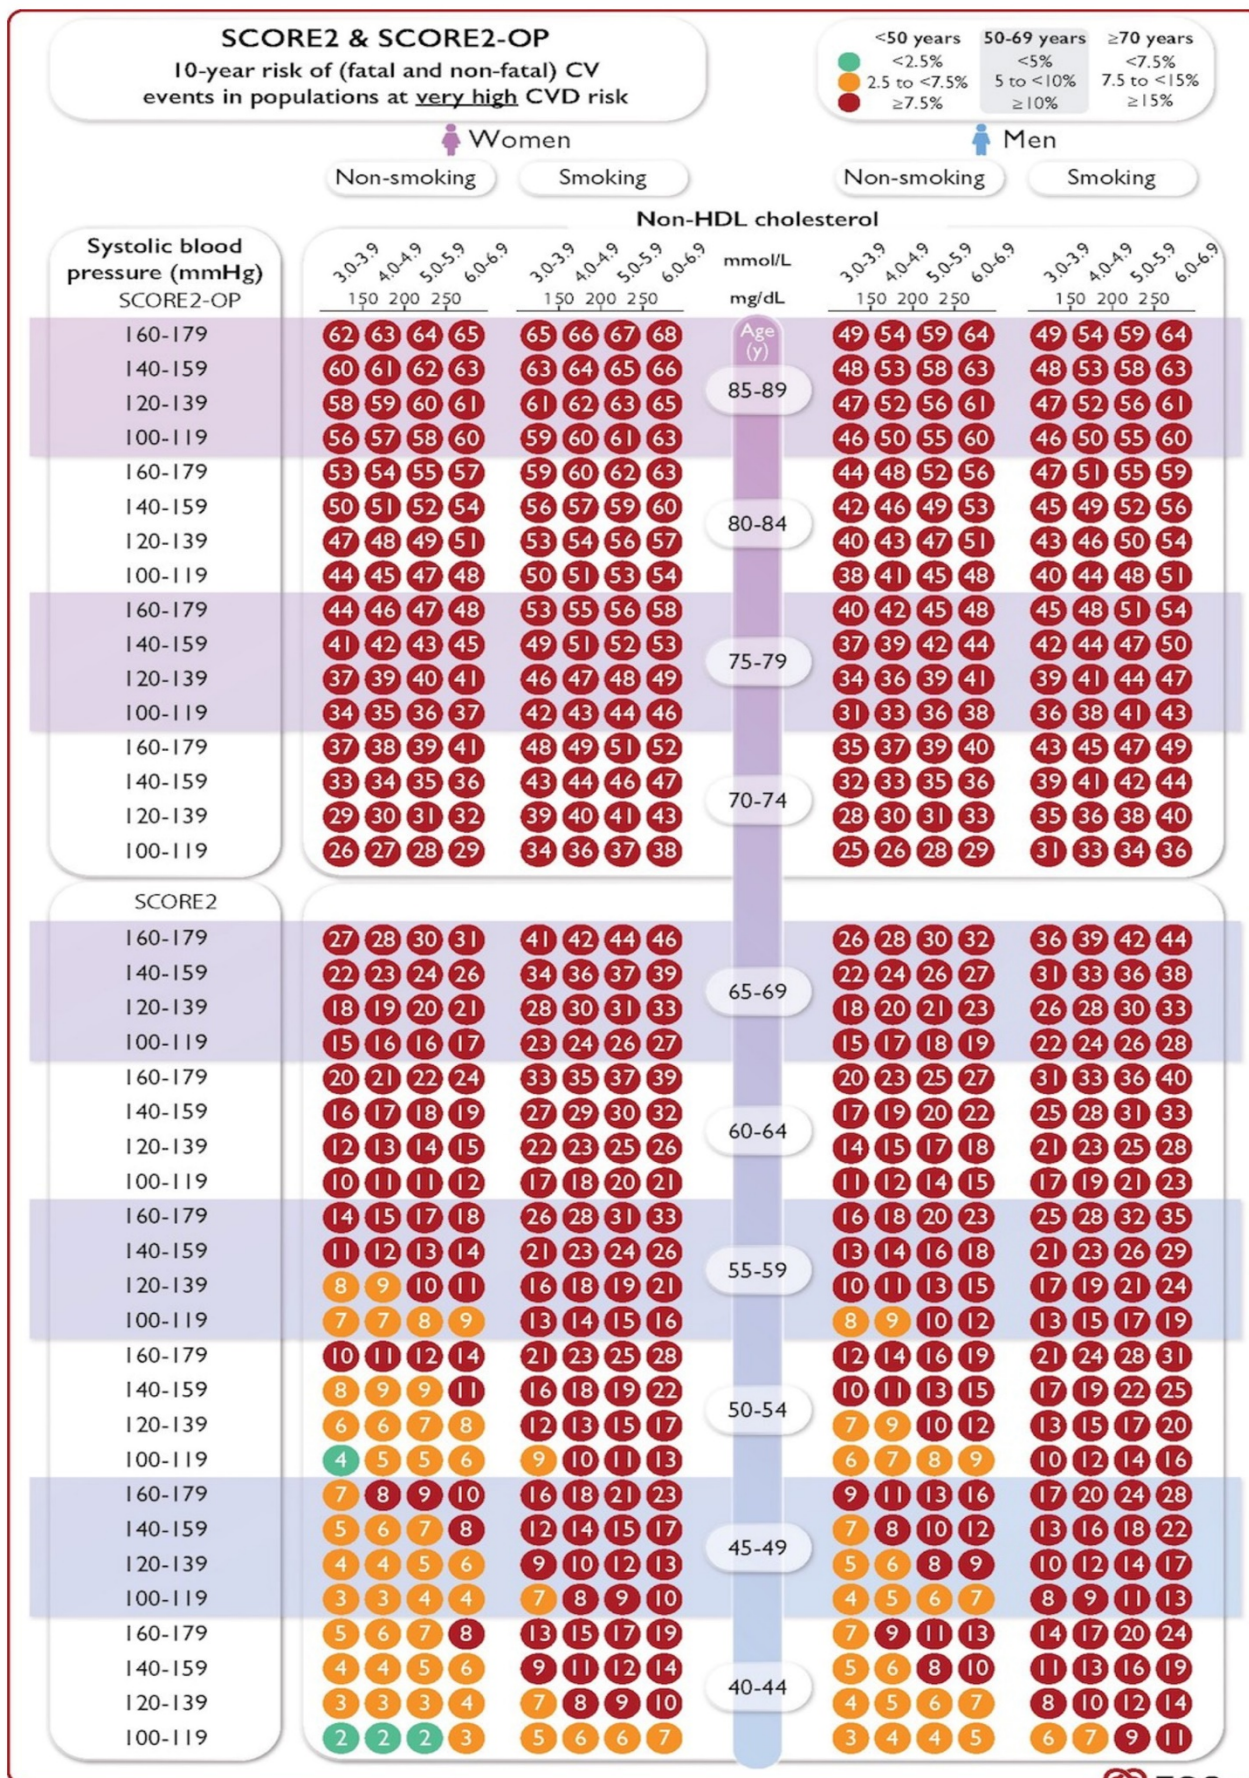 SCORE2 & SCORE2-OP
10-year risk of (fatal and non-fatal) CV
events in populations at very high CVD risk
<50 years 50-69 years ≥70 years
<2.5% <5% <7.5%
2.5 to <7.5% 5 to <10% 7.5 to <15%
≥7.5% ≥10% ≥15%
Women Men
Non-smoking Smoking Non-smoking Smoking
Non-HDL cholesterol
Systolic blood
pressure (mmHg)
SCORE2-OP
3.0-3.9 4.0-4.9 5.0-5.9 6.0-6.9 3.0-3.9 4.0-4.9 5.0-5.9 6.0-6.9 mmol/L 3.0-3.9 4.0-4.9 5.0-5.9 6.0-6.9 3.0-3.9 4.0-4.9 5.0-5.9 6.0-6.9
150 200 250 150 200 250 mg/dL 150 200 250 150 200 250
Age
(y)
160-179 62 63 64 65 65 66 67 68 49 54 59 64 49 54 59 64
140-159 60 61 62 63 63 64 65 66 48 53 58 63 48 53 58 63
85-89
120-139 58 59 60 61 61 62 63 65 47 52 56 61 47 52 56 61
100-119 56 57 58 60 59 60 61 63 46 50 55 60 46 50 55 60
160-179 53 54 55 57 59 60 62 63 44 48 52 56 47 51 55 59
140-159 50 51 52 54 56 57 59 60 42 46 49 53 45 49 52 56
80-84
120-139 47 48 49 51 53 54 56 57 40 43 47 51 43 46 50 54
100-119 44 45 47 48 50 51 53 54 38 41 45 48 40 44 48 51
160-179 44 46 47 48 53 55 56 58 40 42 45 48 45 48 51 54
140-159 41 42 43 45 49 51 52 53 37 39 42 44 42 44 47 50
75-79
120-139 37 39 40 41 46 47 48 49 34 36 39 41 39 41 44 47
100-119 34 35 36 37 42 43 44 46 31 33 36 38 36 38 41 43
160-179 37 38 39 41 48 49 51 52 35 37 39 40 43 45 47 49
140-159 33 34 35 36 43 44 46 47 32 33 35 36 39 41 42 44
70-74
120-139 29 30 31 32 39 40 41 43 28 30 31 33 35 36 38 40
100-119 26 27 28 29 34 36 37 38 25 26 28 29 31 33 34 36
SCORE2
160-179 27 28 30 31 41 42 44 46 26 28 30 32 36 39 42 44
140-159 22 23 24 26 34 36 37 39 22 24 26 27 31 33 36 38
65-69
120-139 18 19 20 21 28 30 31 33 18 20 21 23 26 28 30 33
100-119 15 16 16 17 23 24 26 27 15 17 18 19 22 24 26 28
160-179 20 21 22 24 33 35 37 39 20 23 25 27 31 33 36 40
140-159 16 17 18 19 27 29 30 32 17 19 20 22 25 28 31 33
60-64
120-139 12 13 14 15 22 23 25 26 14 15 17 18 21 23 25 28
100-119 10 11 11 12 17 18 20 21 11 12 14 15 17 19 21 23
160-179 14 15 17 18 26 28 31 33 16 18 20 23 25 28 32 35
140-159 11 12 13 14 21 23 24 26 13 14 16 18 21 23 26 29
55-59
120-139 8 9 10 11 16 18 19 21 10 11 13 15 17 19 21 24
100-119 7 7 8 9 13 14 15 16 8 9 10 12 13 15 17 19
160-179 10 11 12 14 21 23 25 28 12 14 16 19 21 24 28 31
140-159 8 9 9 11 16 18 19 22 10 11 13 15 17 19 22 25
50-54
120-139 6 6 7 8 12 13 15 17 7 9 10 12 13 15 17 20
100-119 4 5 5 6 9 10 11 13 6 7 8 9 10 12 14 16
160-179 7 8 9 10 16 18 21 23 9 11 13 16 17 20 24 28
140-159 5 6 7 8 12 14 15 17 7 8 10 12 13 16 18 22
45-49
120-139 4 4 5 6 9 10 12 13 5 6 8 9 10 12 14 17
100-119 3 3 4 4 7 8 9 10 4 5 6 7 8 9 11 13
160-179 5 6 7 8 13 15 17 19 7 9 11 13 14 17 20 24
140-159 4 4 5 6 9 11 12 14 5 6 8 10 11 13 16 19
40-44
120-139 3 3 3 4 7 8 9 10 4 5 6 7 8 10 12 14
100-119 2 2 2 3 5 6 6 7 3 4 4 5 6 7 9 11